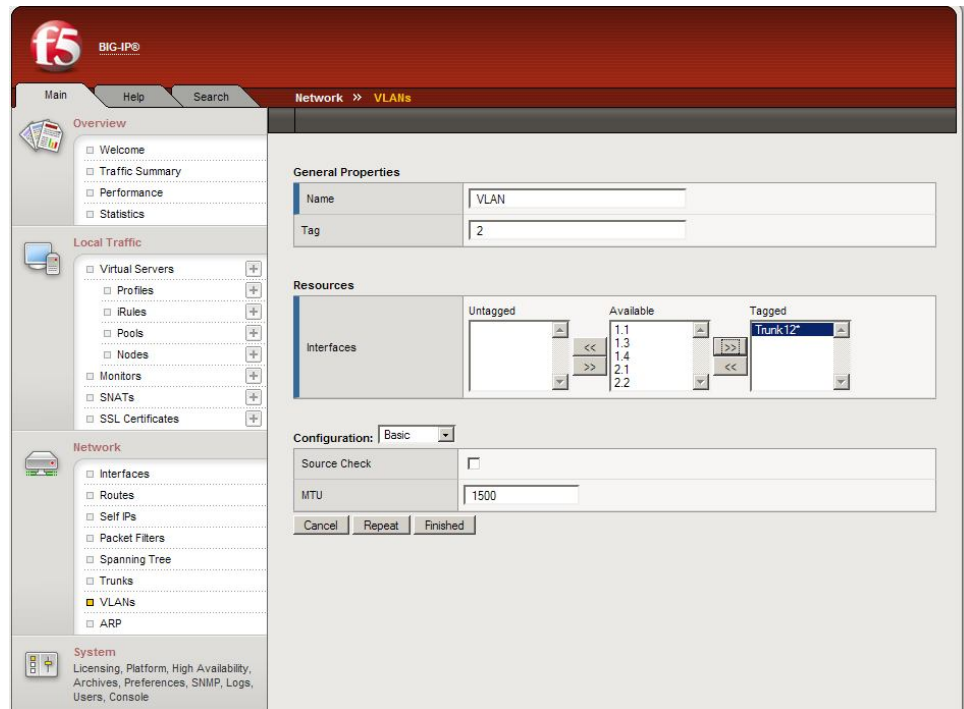 f5
BIG-IP®
Main
Help
Search
Network » VLANs
Overview
Welcome
Traffic Summary
Performance
Statistics
Local Traffic
Virtual Servers
Profiles
iRules
Pools
Nodes
Monitors
SNATs
SSL Certificates
Network
Interfaces
Routes
Self IPs
Packet Filters
Spanning Tree
Trunks
VLANs
ARP
System
Licensing, Platform, High Availability,
Archives, Preferences, SNMP, Logs,
Users, Console
General Properties
Name VLAN
Tag 2
Resources
Interfaces
Untagged
Available
Tagged
1.1
1.3
1.4
2.1
2.2
<<
>>
>>
<<
Trunk12*
Configuration: Basic
Source Check
MTU 1500
Cancel Repeat Finished